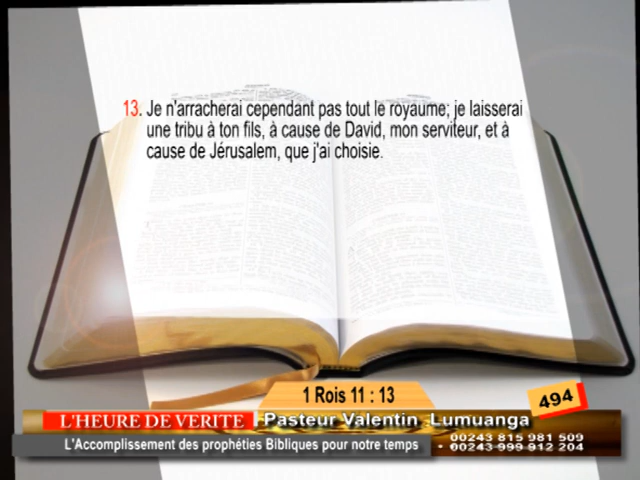 13. Je n'arracherai cependant pas tout le royaume; je laisserai
une tribu à ton fils, à cause de David, mon serviteur, et à
cause de Jérusalem, que j'ai choisie.
1 Rois 11 : 13
494
L'HEURE DE VERITE Pasteur Valentin Lumuanga
L'Accomplissement des prophéties Bibliques pour notre temps
00243 815 981 509
- 00243 999 912 204